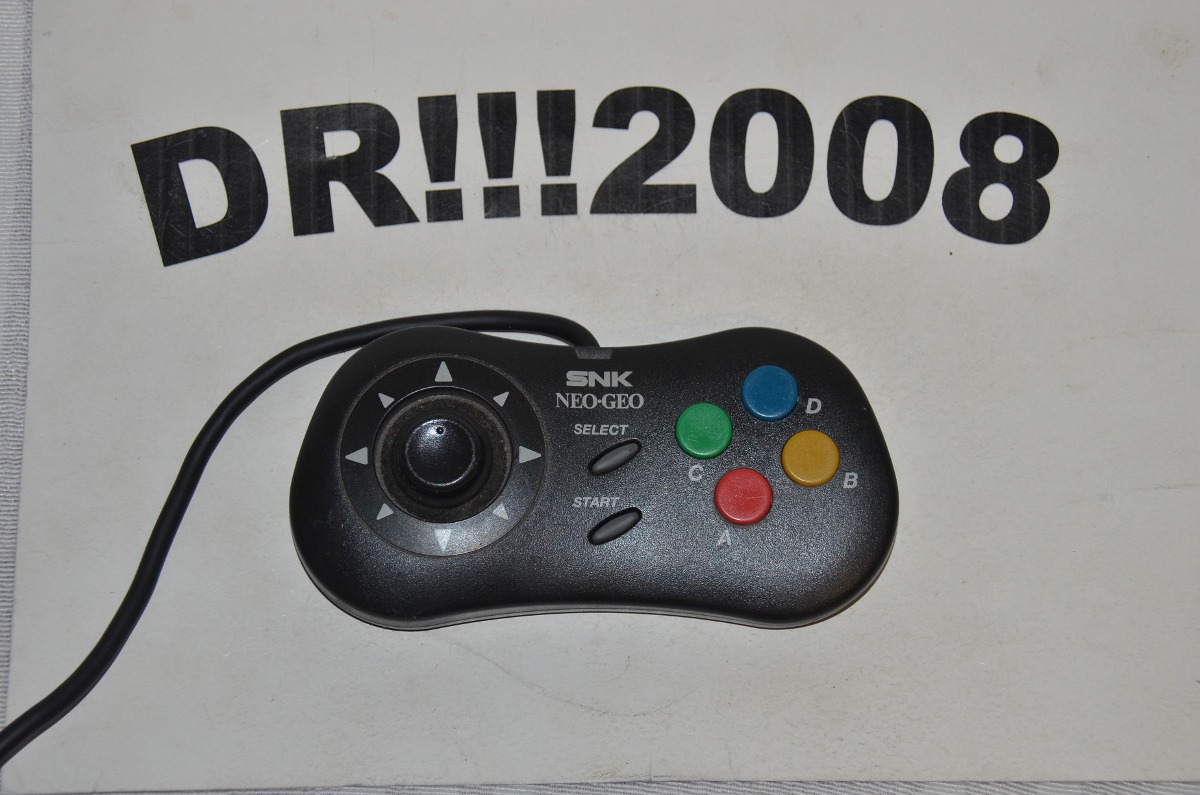 DR!!!2008
SNK
NEO·GEO
SELECT
START
D
C
B
A